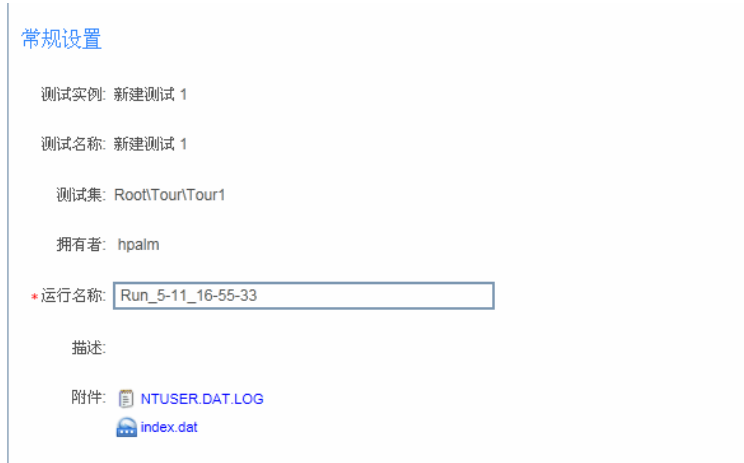 常规设置
测试实例: 新建测试 1
测试名称: 新建测试 1
测试集: Root\Tour\Tour1
拥有者: hpalm
*运行名称: Run_5-11_16-55-33
描述:
附件: NTUSER.DAT.LOG
index.dat